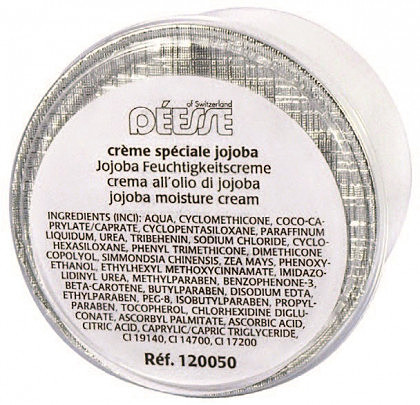 of Switzerland
DÉESSE
crème spéciale jojoba
Jojoba Feuchtigkeitscreme
crema all'olio di jojoba
jojoba moisture cream
INGREDIENTS (INCI): AQUA, CYCLOMETHICONE, COCO-CA-
PRYLATE/CAPRATE, CYCLOPENTASILOXANE, PARAFFINUM
LIQUIDUM, UREA, TRIBEHENIN, SODIUM CHLORIDE, CYCLO-
HEXASILOXANE, PHENYL TRIMETHICONE, DIMETHICONE
COPOLYOL, SIMMONDSIA CHINENSIS, ZEA MAYS, PHENOXY-
ETHANOL, ETHYLHEXYL METHOXYCINNAMATE, IMIDAZO-
LIDINYL UREA, METHYLPARABEN, BENZOPHENONE-3,
BETA-CAROTENE, BUTYLPARABEN, DISODIUM EDTA,
ETHYLPARABEN, PEG-8, ISOBUTYLPARABEN, PROPYL-
PARABEN, TOCOPHEROL, CHLORHEXIDINE DIGLU-
CONATE, ASCORBYL PALMITATE, ASCORBIC ACID,
CITRIC ACID, CAPRYLIC/CAPRIC TRIGLYCERIDE,
CI 19140, CI 14700, CI 17200
Réf. 120050